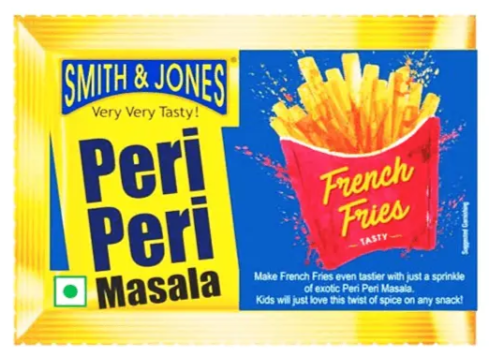 SMITH & JONES®
Very Very Tasty!
Peri
Peri
Masala
French
Fries
TASTY
Suggested Garnishing
Make French Fries even tastier with just a sprinkle
of exotic Peri Peri Masala.
Kids will just love this twist of spice on any snack!